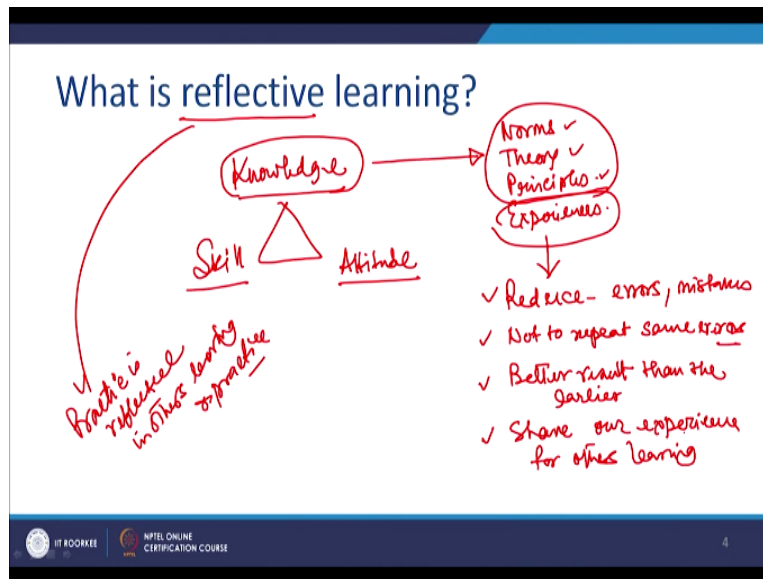 What is reflective learning?
Knowledge
Skill
Attitude
Norms
Theory
Principles
Experiences.
Reduce - errors, mistakes
Not to repeat same error
Better result than the
earlier
Share our experience
for others learning
Practice is
reflected
in others learning
& practice
IIT ROORKEE
NPTEL ONLINE
CERTIFICATION COURSE
4